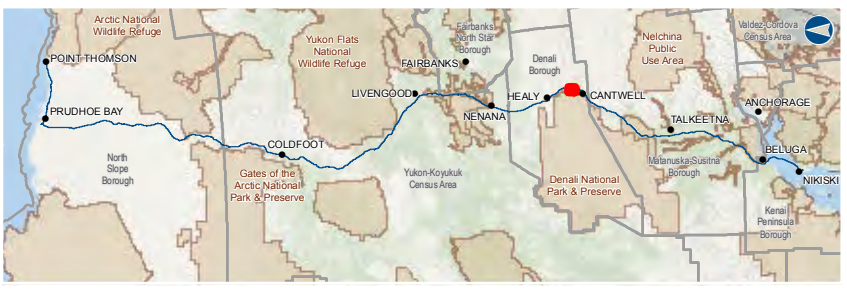 Arctic National
Wildlife Refuge
POINT THOMSON
PRUDHOE BAY
North
Slope
Borough
COLDFOOT
Gates of the
Arctic National
Park & Preserve
Yukon Flats
National
Wildlife Refuge
LIVENGOOD
FAIRBANKS
Fairbanks
North Star
Borough
NENANA
Yukon-Koyukuk
Census Area
Denali
Borough
HEALY
CANTWELL
Denali National
Park & Preserve
Nelchina
Public
Use Area
TALKEETNA
Matanuska-Susitna
Borough
Valdez-Cordova
Census Area
ANCHORAGE
BELUGA
NIKISKI
Kenai
Peninsula
Borough